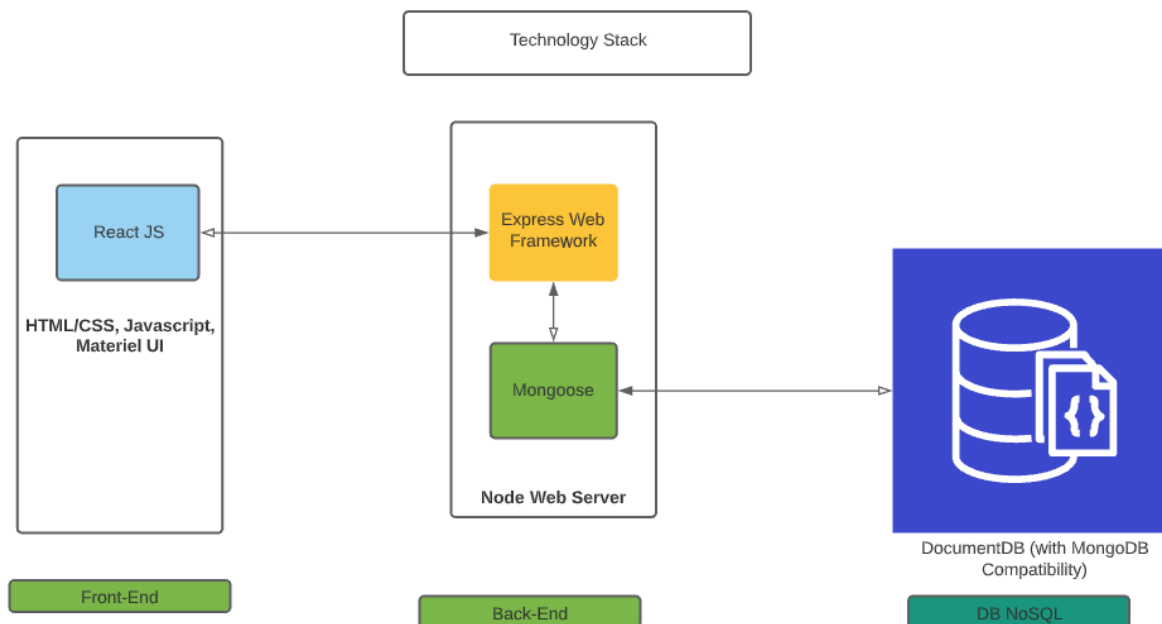 Technology Stack
React JS
HTML/CSS, Javascript,
Materiel UI
Express Web
Framework
Mongoose
Node Web Server
{}
DocumentDB (with MongoDB
Compatibility)
Front-End
Back-End
DB NoSQL